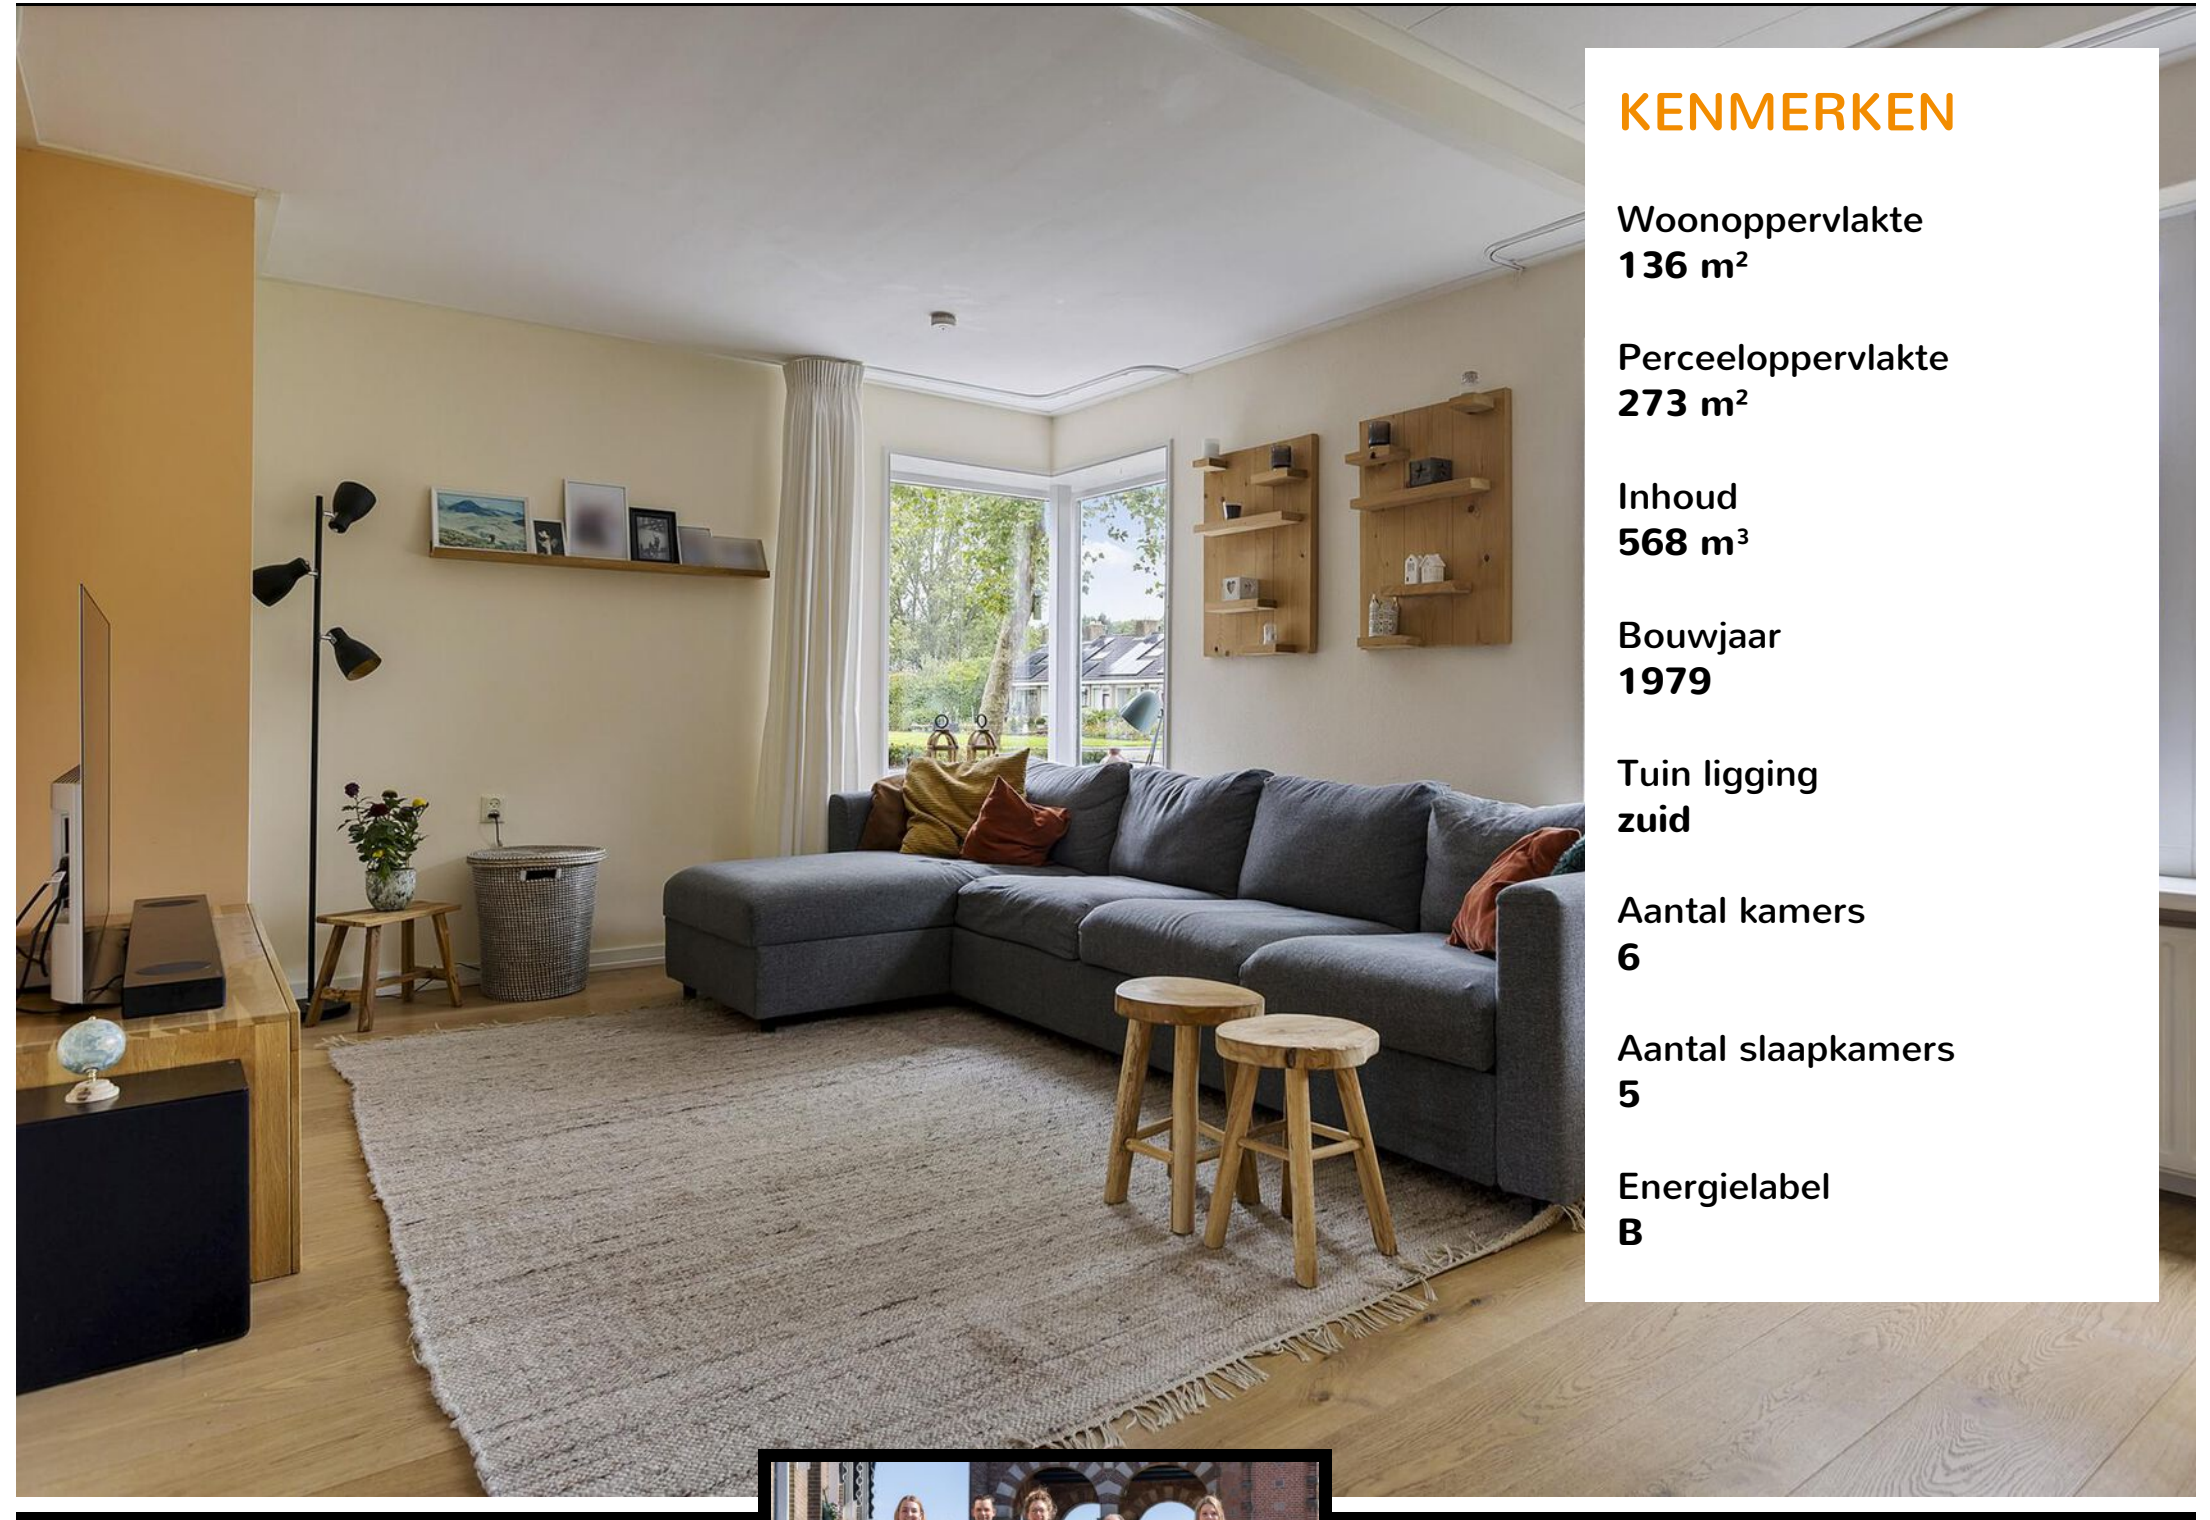 KENMERKEN
Woonoppervlakte
136 m²
Perceeloppervlakte
273 m²
Inhoud
568 m³
Bouwjaar
1979
Tuin ligging
zuid
Aantal kamers
6
Aantal slaapkamers
5
Energielabel
B